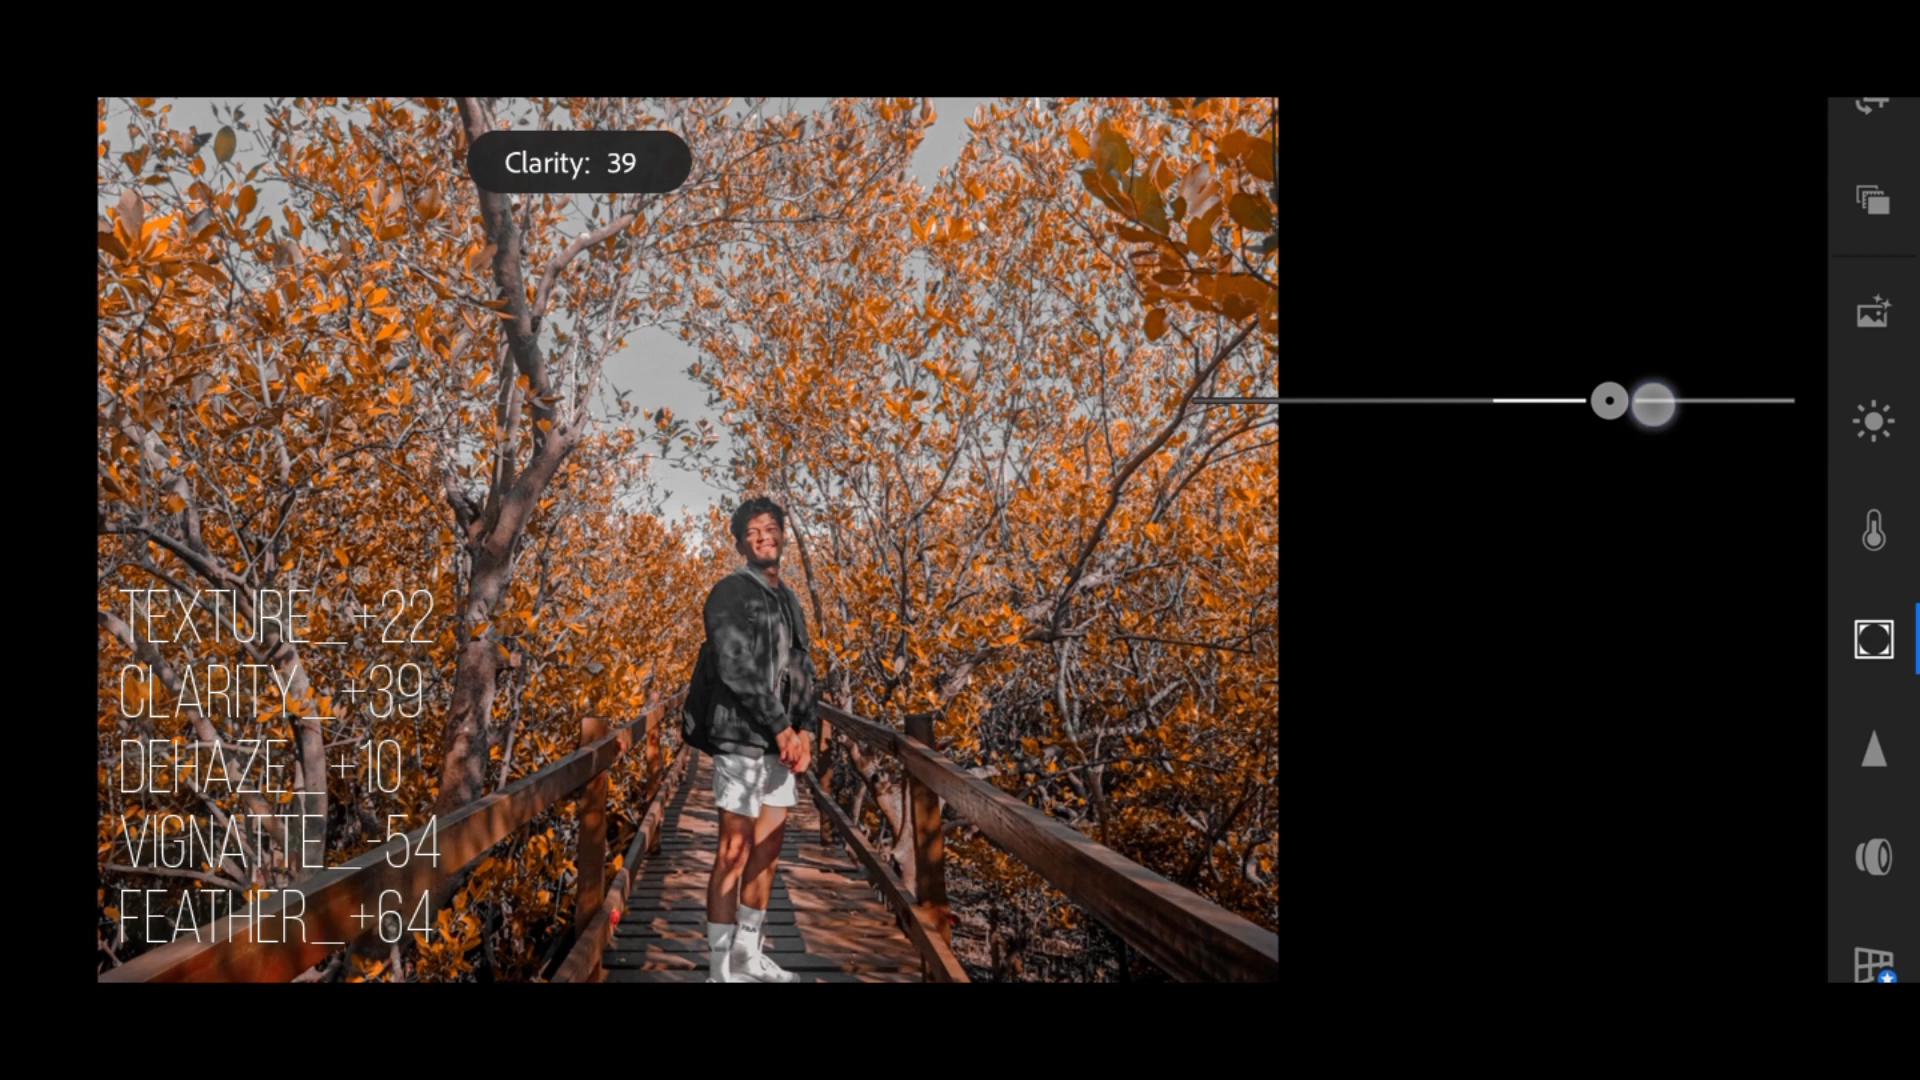 Clarity: 39
TEXTURE_+22
CLARITY_+39
DEHAZE_+10
VIGNATTE_-54
FEATHER_+64